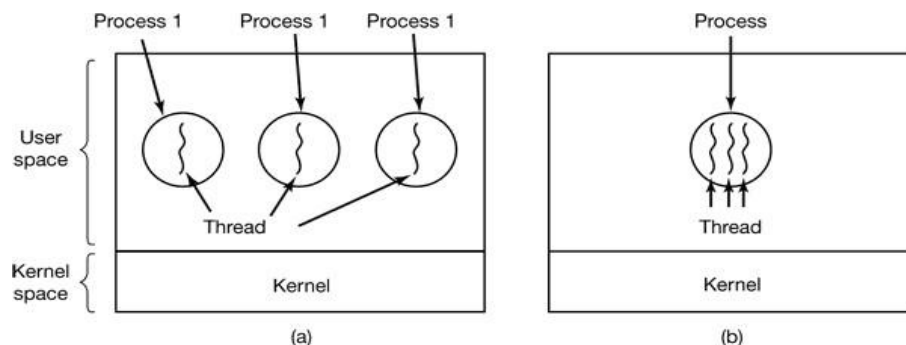 Process 1 Process 1 Process 1 Process
User
space
Thread Thread
Kernel
space
Kernel Kernel
(a) (b)